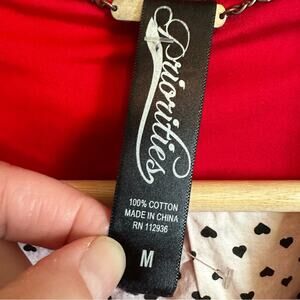 Priorities
100% COTTON
MADE IN CHINA
RN 112936
M